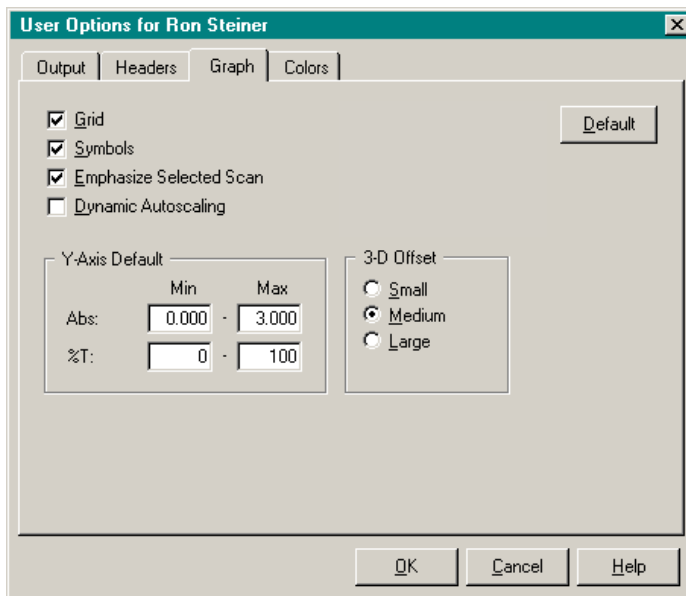 User Options for Ron Steiner
Output Headers Graph Colors
Grid
Default
Symbols
Emphasize Selected Scan
Dynamic Autoscaling
Y-Axis Default
Min Max
Abs: 0.000 - 3.000
%T: 0 - 100
3-D Offset
Small
Medium
Large
OK Cancel Help